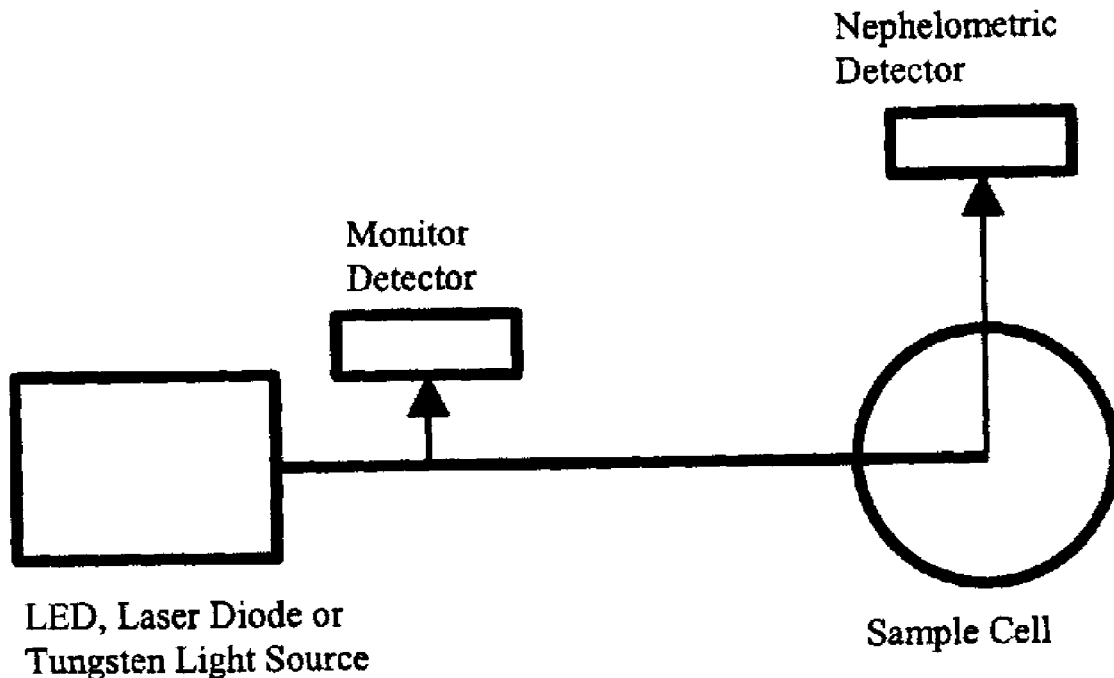 Nephelometric
Detector
Monitor
Detector
LED, Laser Diode or
Tungsten Light Source
Sample Cell